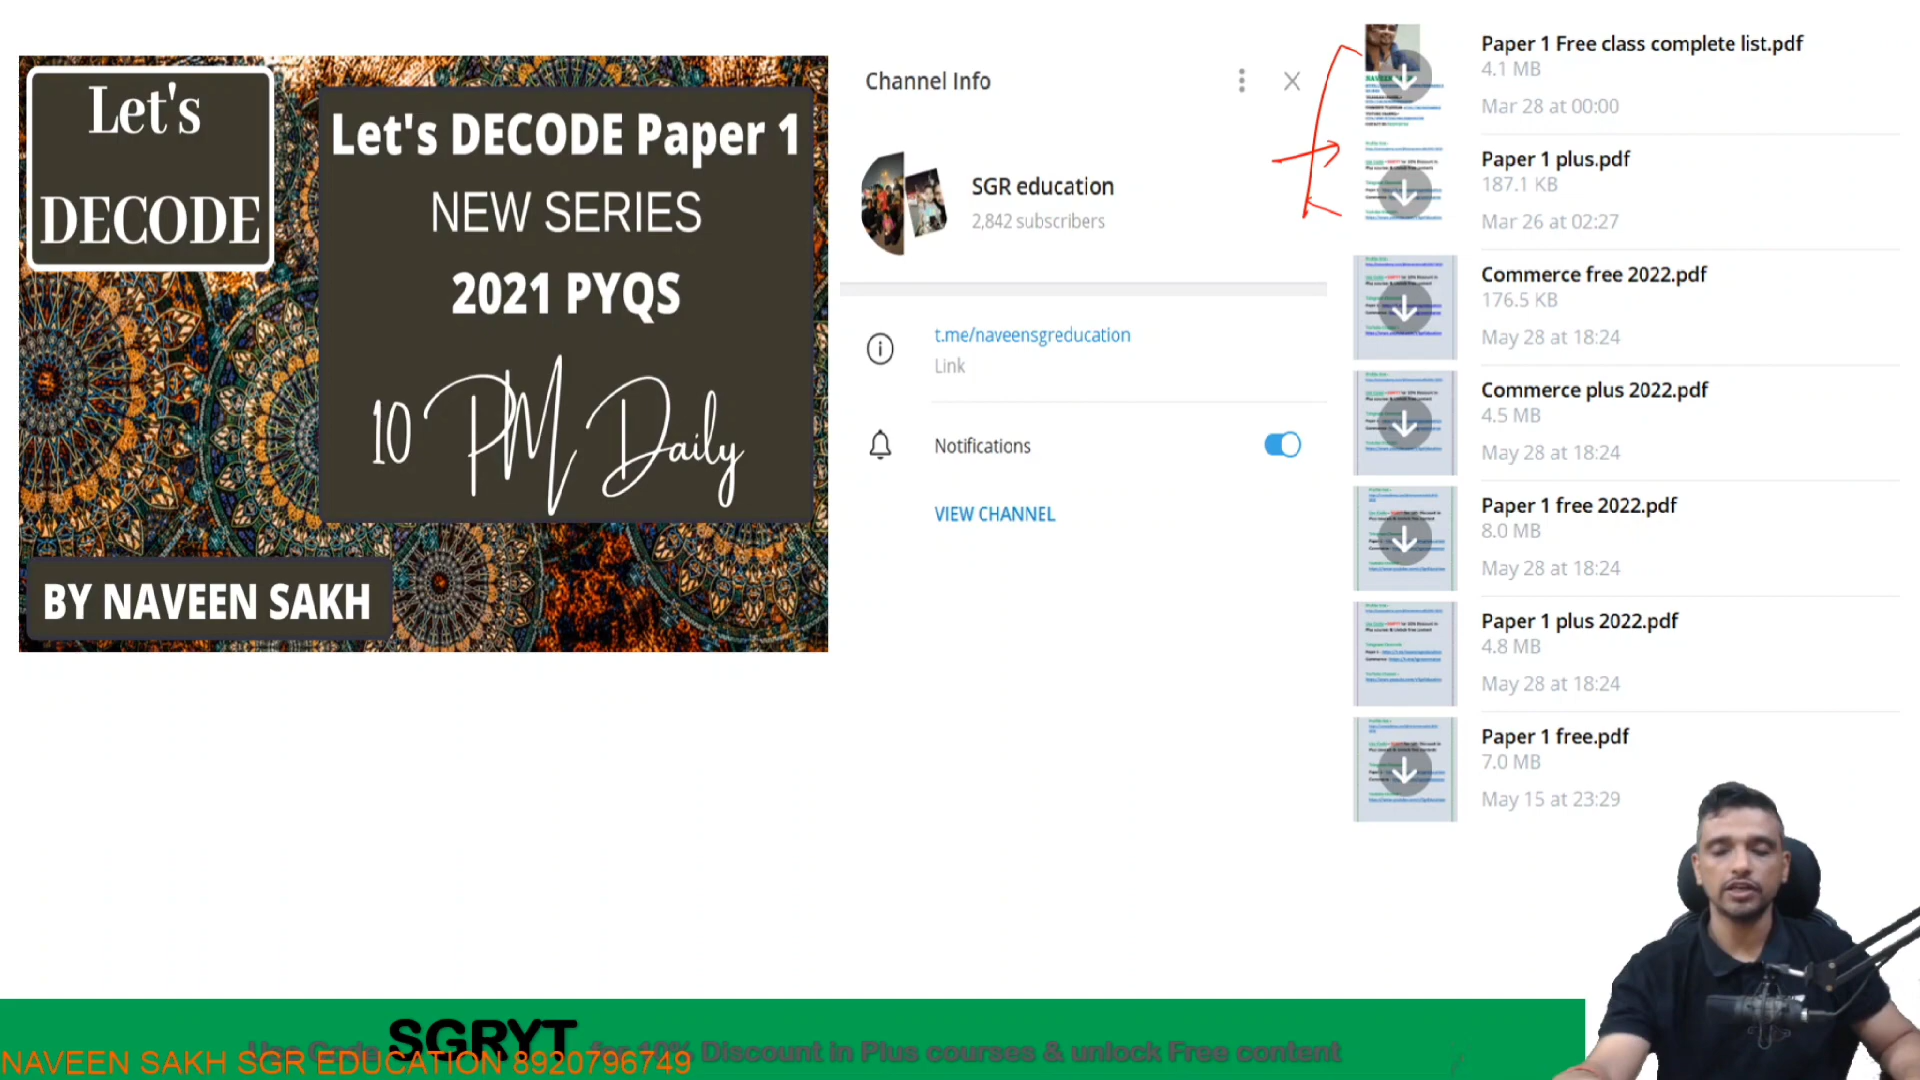 Let's
DECODE
Let's DECODE Paper 1
NEW SERIES
2021 PYQS
10 PM Daily
BY NAVEEN SAKH
Channel Info
SGR education
2,842 subscribers
t.me/naveensgreducation
Link
Notifications
VIEW CHANNEL
Paper 1 Free class complete list.pdf
4.1 MB
Mar 28 at 00:00
Paper 1 plus.pdf
187.1 KB
Mar 26 at 02:27
Commerce free 2022.pdf
176.5 KB
May 28 at 18:24
Commerce plus 2022.pdf
4.5 MB
May 28 at 18:24
Paper 1 free 2022.pdf
8.0 MB
May 28 at 18:24
Paper 1 plus 2022.pdf
4.8 MB
May 28 at 18:24
Paper 1 free.pdf
7.0 MB
May 15 at 23:29
Use Code SGRYT for 10% Discount in Plus courses & unlock Free content
NAVEEN SAKH SGR EDUCATION 8920796749